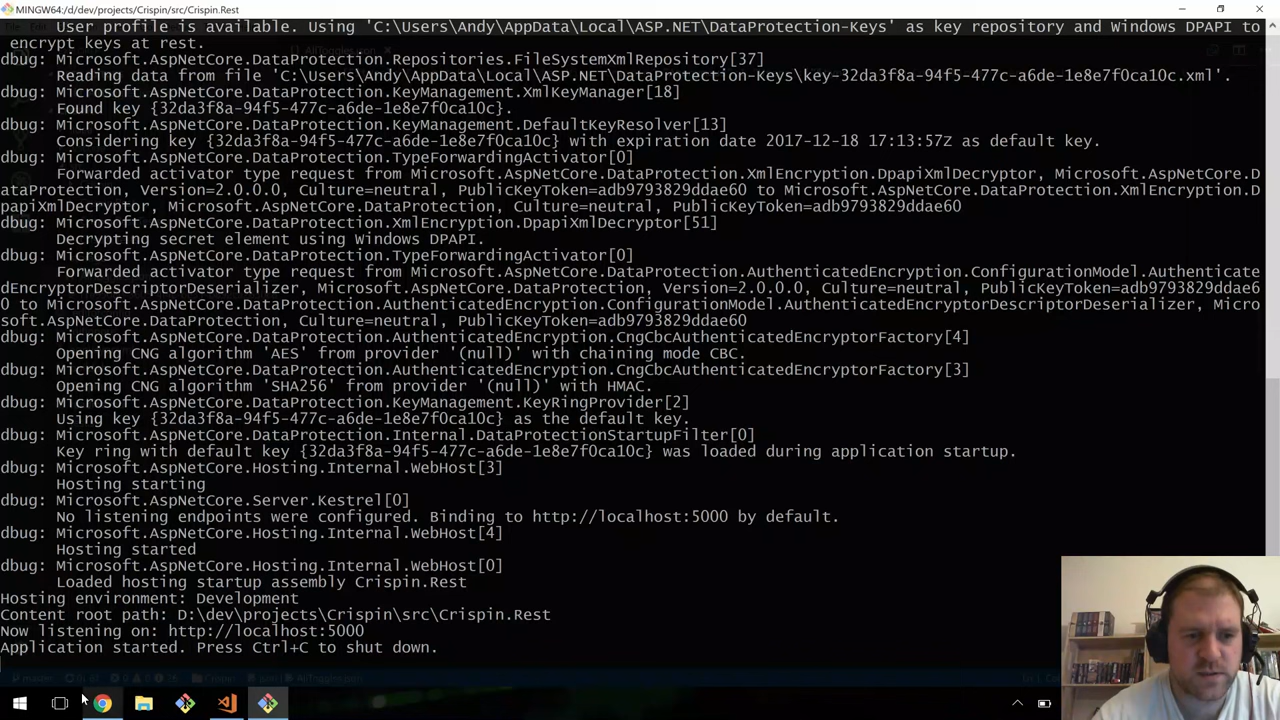 MINGW64:/d/dev/projects/Crispin/src/Crispin.Rest
User profile is available. Using 'C:\Users\Andy\AppData\Local\ASP.NET\DataProtection-Keys' as key repository and Windows DPAPI to
encrypt keys at rest.
dbug: Microsoft.AspNetCore.DataProtection.Repositories.FileSystemXmlRepository[37]
Reading data from file 'C:\Users\Andy\AppData\Local\ASP.NET\DataProtection-Keys\key-32da3f8a-94f5-477c-a6de-1e8e7f0ca10c.xml'.
dbug: Microsoft.AspNetCore.DataProtection.KeyManagement.XmlKeyManager[18]
Found key {32da3f8a-94f5-477c-a6de-1e8e7f0ca10c}.
dbug: Microsoft.AspNetCore.DataProtection.KeyManagement.DefaultKeyResolver[13]
Considering key {32da3f8a-94f5-477c-a6de-1e8e7f0ca10c} with expiration date 2017-12-18 17:13:57Z as default key.
dbug: Microsoft.AspNetCore.DataProtection.TypeForwardingActivator[0]
Forwarded activator type request from Microsoft.AspNetCore.DataProtection.XmlEncryption.DpapiXmlDecryptor, Microsoft.AspNetCore.D
ataProtection, Version=2.0.0.0, Culture=neutral, PublicKeyToken=adb9793829ddae60 to Microsoft.AspNetCore.DataProtection.XmlEncryption.D
papiXmlDecryptor, Microsoft.AspNetCore.DataProtection, Culture=neutral, PublicKeyToken=adb9793829ddae60
dbug: Microsoft.AspNetCore.DataProtection.XmlEncryption.DpapiXmlDecryptor[51]
Decrypting secret element using Windows DPAPI.
dbug: Microsoft.AspNetCore.DataProtection.TypeForwardingActivator[0]
Forwarded activator type request from Microsoft.AspNetCore.DataProtection.AuthenticatedEncryption.ConfigurationModel.Authenticate
dEncryptorDescriptorDeserializer, Microsoft.AspNetCore.DataProtection, Version=2.0.0.0, Culture=neutral, PublicKeyToken=adb9793829ddae6
0 to Microsoft.AspNetCore.DataProtection.AuthenticatedEncryption.ConfigurationModel.AuthenticatedEncryptorDescriptorDeserializer, Micro
soft.AspNetCore.DataProtection, Culture=neutral, PublicKeyToken=adb9793829ddae60
dbug: Microsoft.AspNetCore.DataProtection.AuthenticatedEncryption.CngCbcAuthenticatedEncryptorFactory[4]
Opening CNG algorithm 'AES' from provider '(null)' with chaining mode CBC.
dbug: Microsoft.AspNetCore.DataProtection.AuthenticatedEncryption.CngCbcAuthenticatedEncryptorFactory[3]
Opening CNG algorithm 'SHA256' from provider '(null)' with HMAC.
dbug: Microsoft.AspNetCore.DataProtection.KeyManagement.KeyRingProvider[2]
Using key {32da3f8a-94f5-477c-a6de-1e8e7f0ca10c} as the default key.
dbug: Microsoft.AspNetCore.DataProtection.Internal.DataProtectionStartupFilter[0]
Key ring with default key {32da3f8a-94f5-477c-a6de-1e8e7f0ca10c} was loaded during application startup.
dbug: Microsoft.AspNetCore.Hosting.Internal.WebHost[3]
Hosting starting
dbug: Microsoft.AspNetCore.Server.Kestrel[0]
No listening endpoints were configured. Binding to http://localhost:5000 by default.
dbug: Microsoft.AspNetCore.Hosting.Internal.WebHost[4]
Hosting started
dbug: Microsoft.AspNetCore.Hosting.Internal.WebHost[0]
Loaded hosting startup assembly Crispin.Rest
Hosting environment: Development
Content root path: D:\dev\projects\Crispin\src\Crispin.Rest
Now listening on: http://localhost:5000
Application started. Press Ctrl+C to shut down.